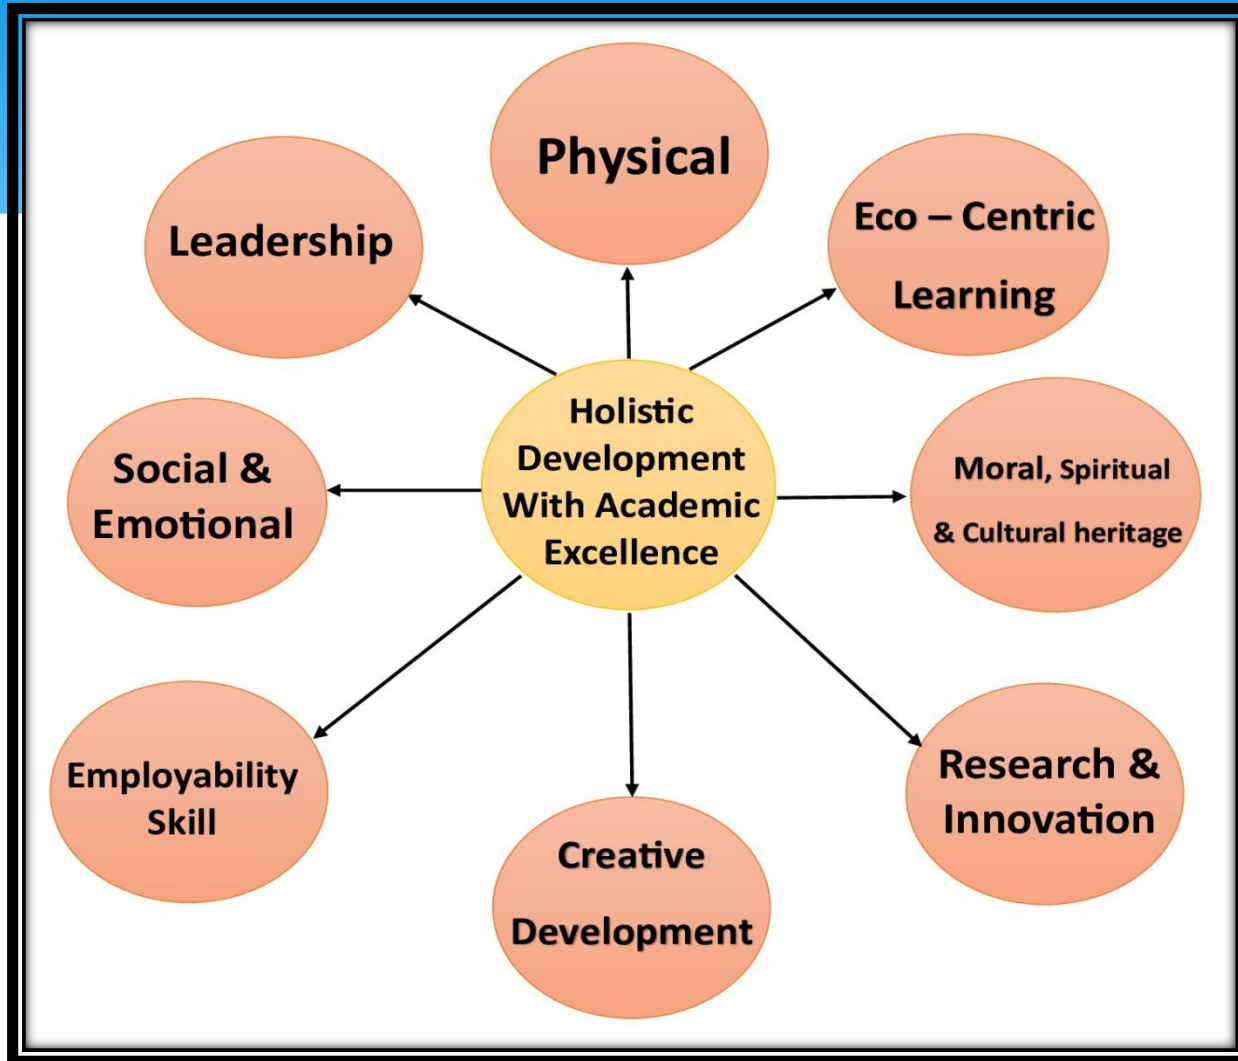 Physical
Leadership
Eco – Centric
Learning
Holistic
Development
With Academic
Excellence
Social &
Emotional
Moral, Spiritual
& Cultural heritage
Employability
Skill
Research &
Innovation
Creative
Development